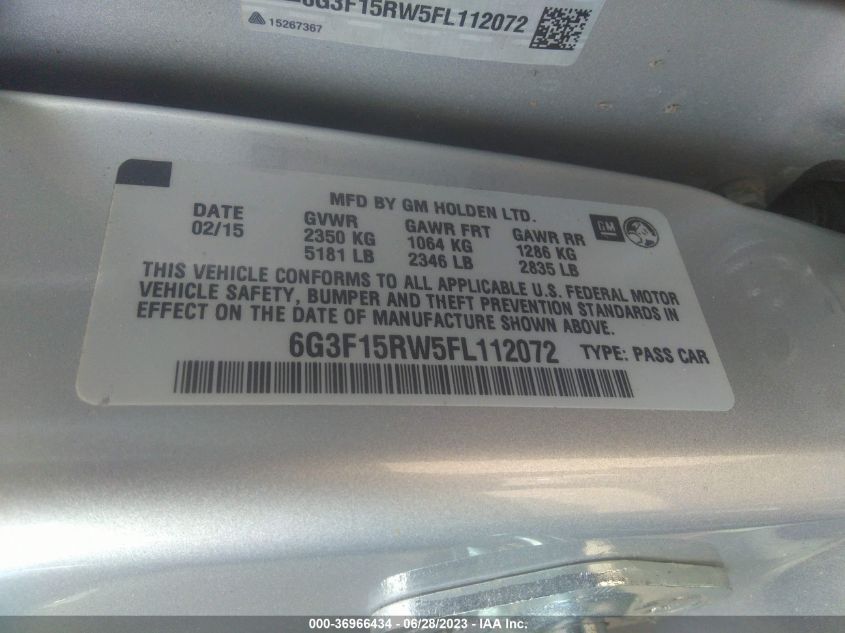 6G3F15RW5FL112072
15267367
MFD BY GM HOLDEN LTD.
DATE GVWR GAWR FRT GAWR RR
02/15 2350 KG 1064 KG 1286 KG
5181 LB 2346 LB 2835 LB
GM
THIS VEHICLE CONFORMS TO ALL APPLICABLE U.S. FEDERAL MOTOR
VEHICLE SAFETY, BUMPER AND THEFT PREVENTION STANDARDS IN
EFFECT ON THE DATE OF MANUFACTURE SHOWN ABOVE.
6G3F15RW5FL112072 TYPE: PASS CAR
000-36966434 / 06/28/2023 - IAA Inc.